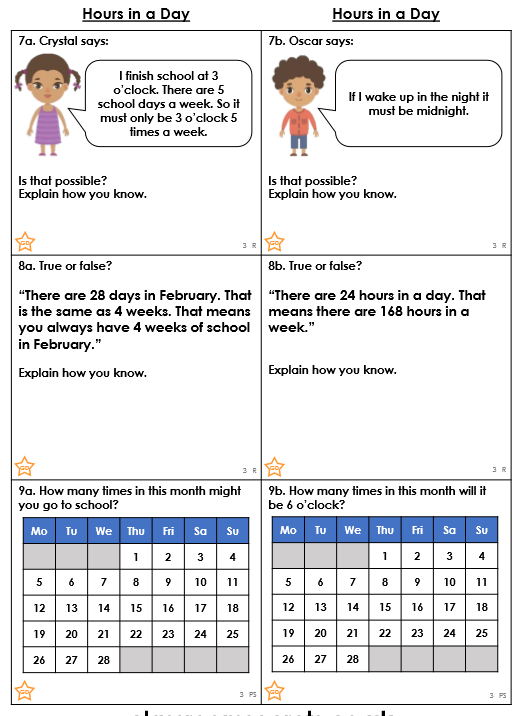 Hours in a Day
Hours in a Day
7a. Crystal says:
I finish school at 3
o'clock. There are 5
school days a week. So it
must only be 3 o'clock 5
times a week.
Is that possible?
Explain how you know.
GD
3 R
7b. Oscar says:
If I wake up in the night it
must be midnight.
Is that possible?
Explain how you know.
GD
3 R
8a. True or false?
“There are 28 days in February. That
is the same as 4 weeks. That means
you always have 4 weeks of school
in February.”
Explain how you know.
GD
3 R
8b. True or false?
“There are 24 hours in a day. That
means there are 168 hours in a
week.”
Explain how you know.
GD
3 R
9a. How many times in this month might
you go to school?
Mo Tu We Thu Fri Sa Su
1 2 3 4
5 6 7 8 9 10 11
12 13 14 15 16 17 18
19 20 21 22 23 24 25
26 27 28
GD
3 PS
9b. How many times in this month will it
be 6 o'clock?
Mo Tu We Thu Fri Sa Su
1 2 3 4
5 6 7 8 9 10 11
12 13 14 15 16 17 18
19 20 21 22 23 24 25
26 27 28
GD
3 PS